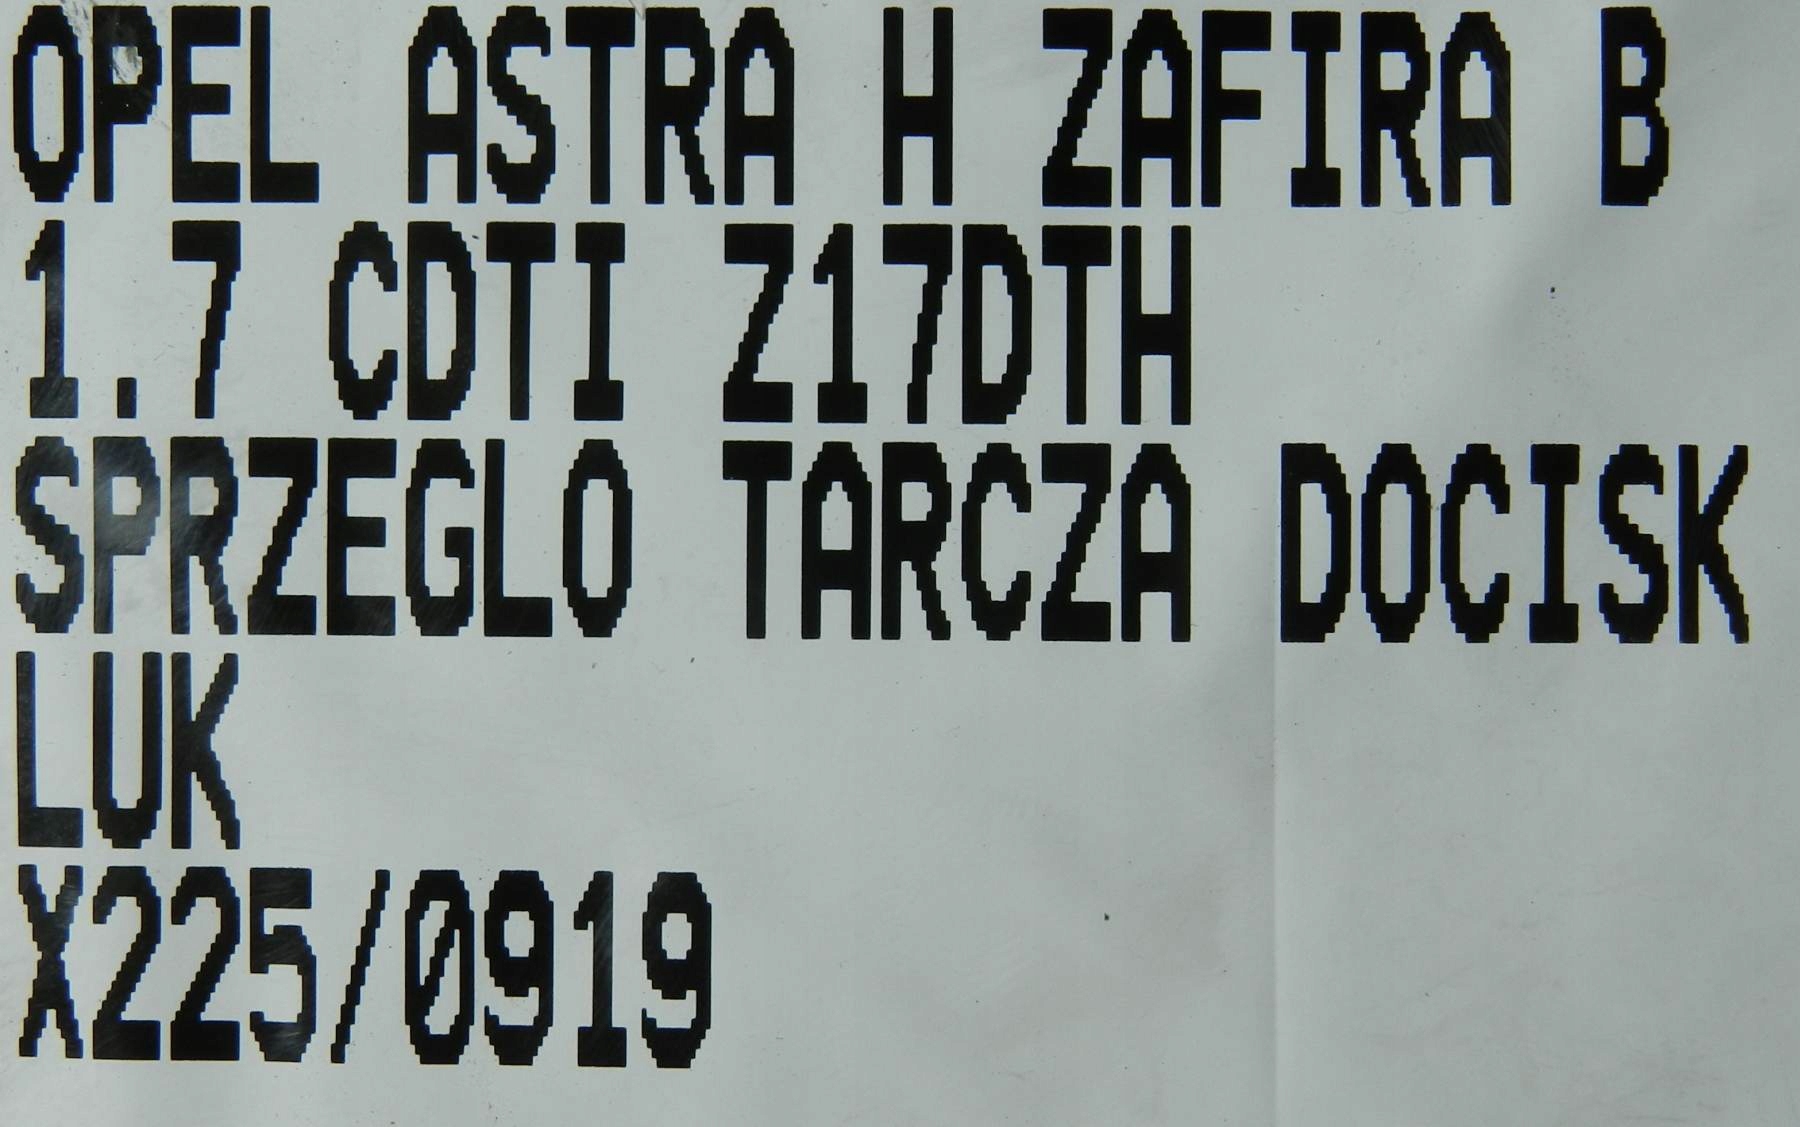 OPEL ASTRA H ZAFIRA B
1.7 CDTI Z17DTH
SPRZEGLO TARCZA DOCISK
LUK
X225/0919